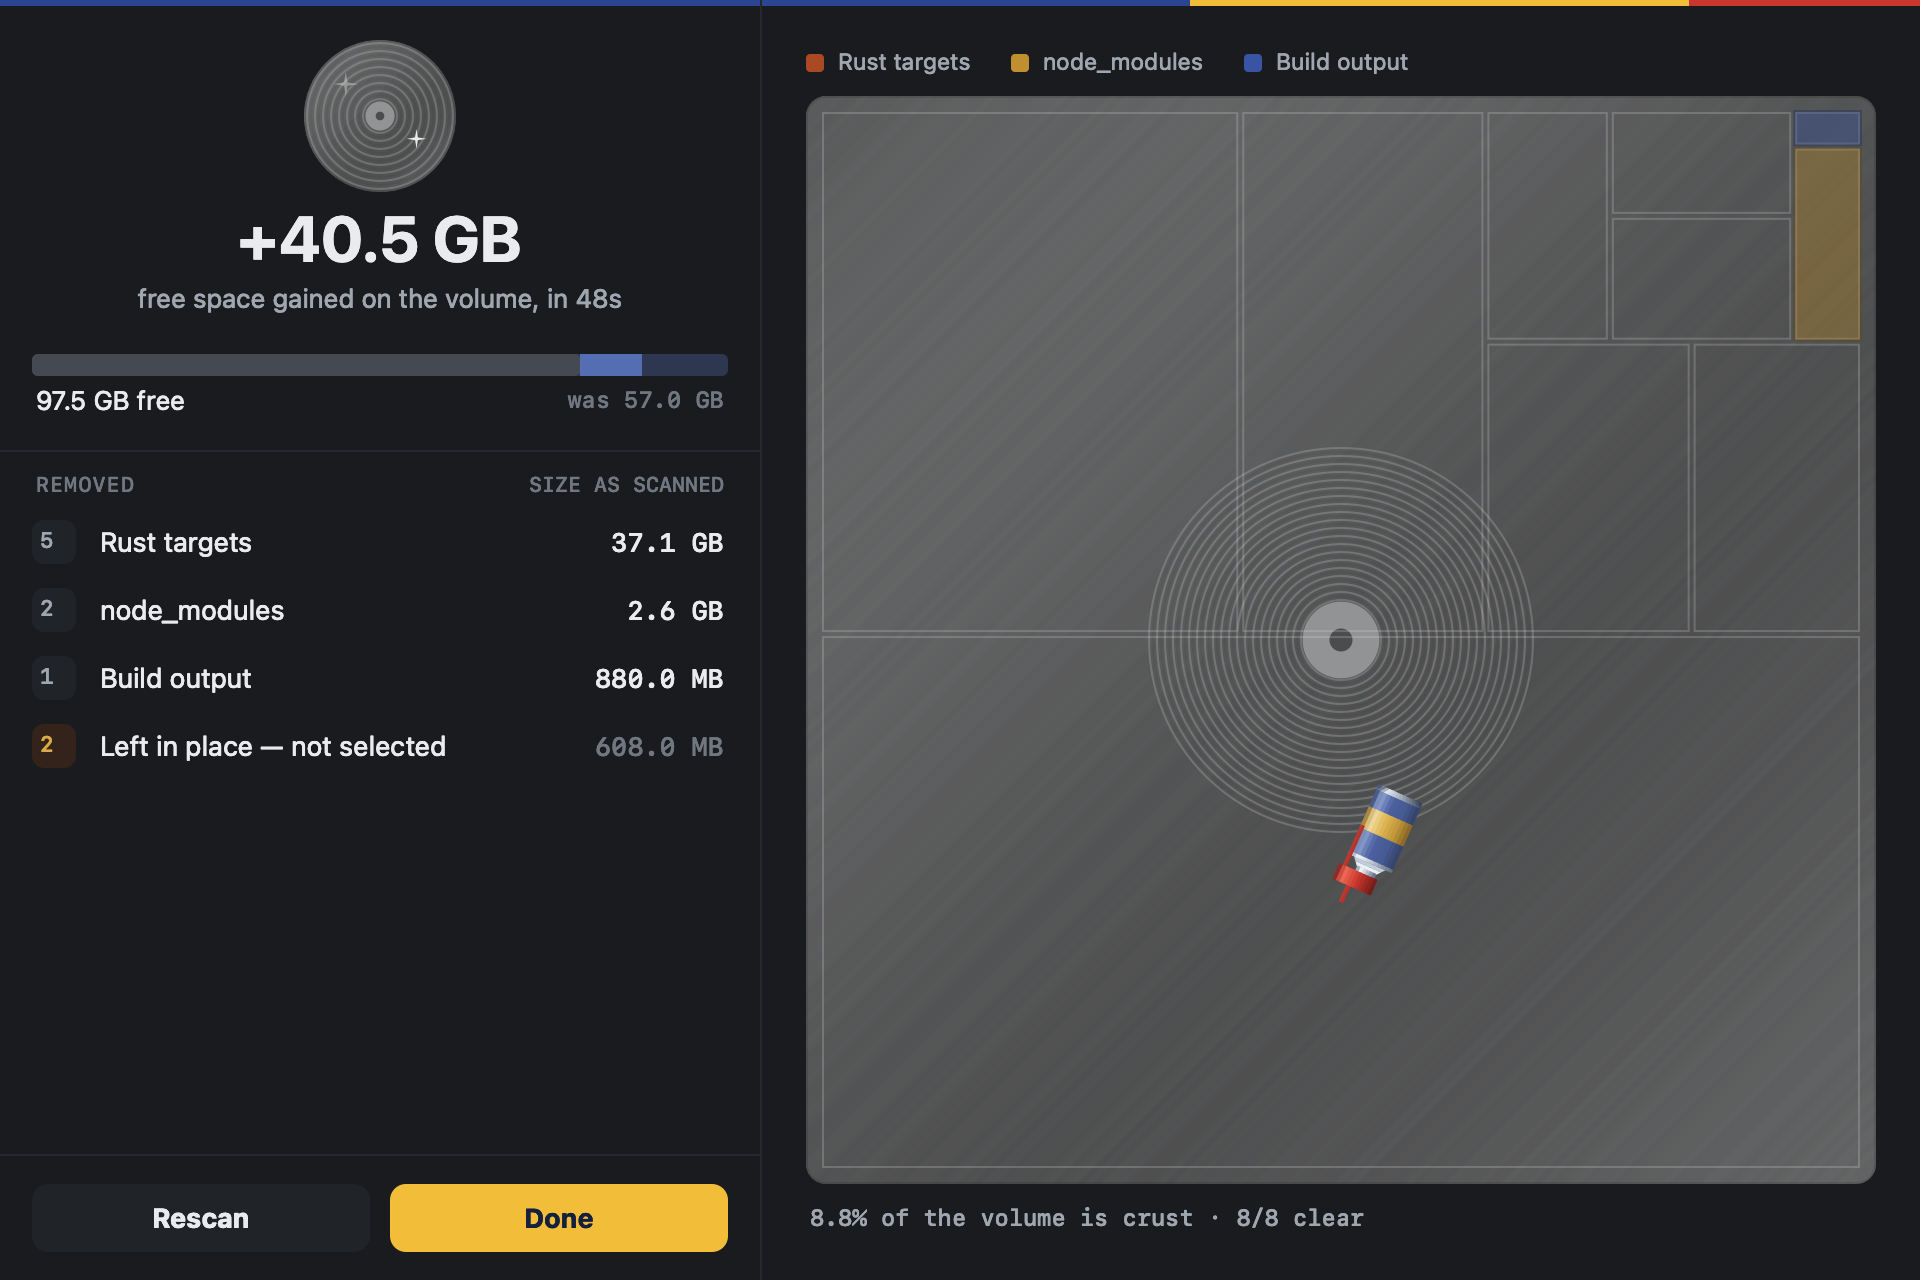 +40.5 GB
free space gained on the volume, in 48s
97.5 GB free
was 57.0 GB
REMOVED
SIZE AS SCANNED
5 Rust targets 37.1 GB
2 node_modules 2.6 GB
1 Build output 880.0 MB
2 Left in place — not selected 608.0 MB
Rescan
Done
Rust targets
node_modules
Build output
8.8% of the volume is crust · 8/8 clear